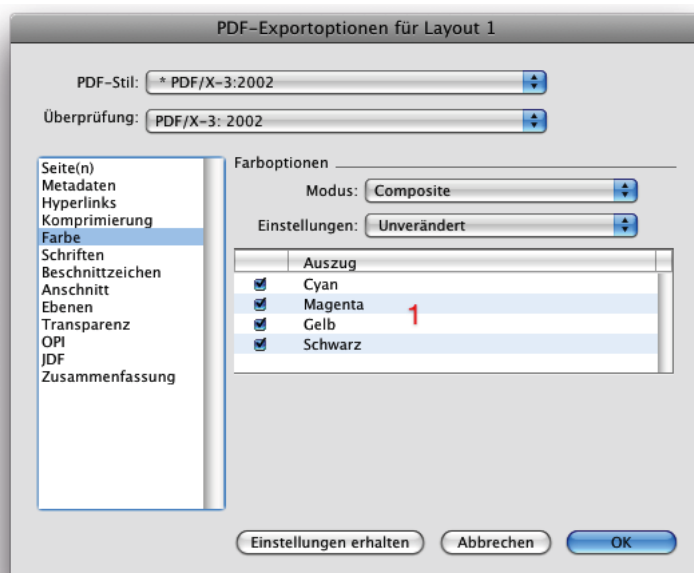 PDF-Exportoptionen für Layout 1
PDF-Stil: * PDF/X-3:2002
Überprüfung: PDF/X-3: 2002
Seite(n)
Metadaten
Hyperlinks
Komprimierung
Farbe
Schriften
Beschnittzeichen
Anschnitt
Ebenen
Transparenz
OPI
JDF
Zusammenfassung
Farboptionen
Modus: Composite
Einstellungen: Unverändert
Auszug
Cyan
Magenta
Gelb
Schwarz
1
Einstellungen erhalten Abbrechen OK